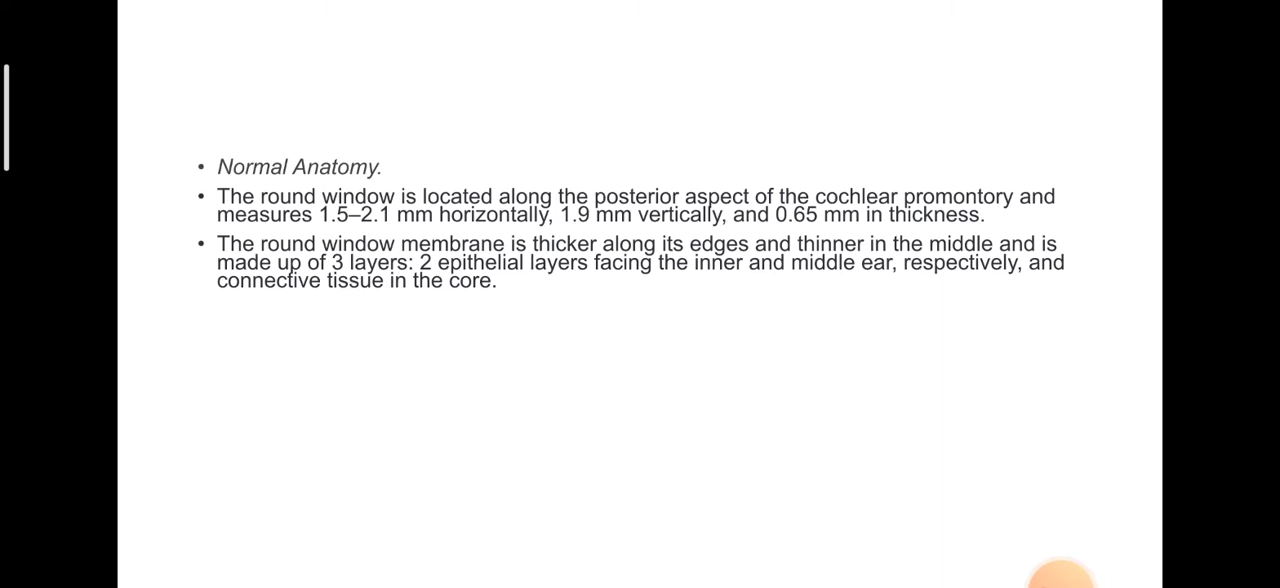 • Normal Anatomy.
• The round window is located along the posterior aspect of the cochlear promontory and
measures 1.5–2.1 mm horizontally, 1.9 mm vertically, and 0.65 mm in thickness.
• The round window membrane is thicker along its edges and thinner in the middle and is
made up of 3 layers: 2 epithelial layers facing the inner and middle ear, respectively, and
connective tissue in the core.